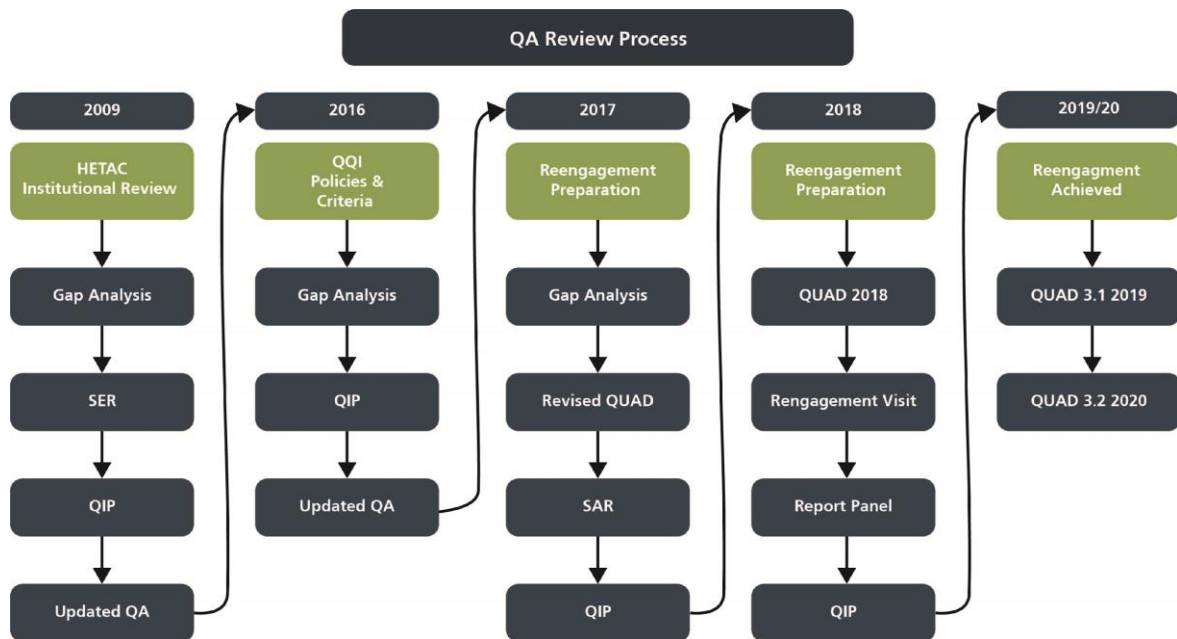 QA Review Process
2009
HETAC
Institutional Review
Gap Analysis
SER
QIP
Updated QA
2016
QQI
Policies &
Criteria
Gap Analysis
QIP
Updated QA
2017
Reengagement
Preparation
Gap Analysis
Revised QUAD
SAR
QIP
2018
Reengagement
Preparation
QUAD 2018
Rengagement Visit
Report Panel
QIP
2019/20
Reengagment
Achieved
QUAD 3.1 2019
QUAD 3.2 2020